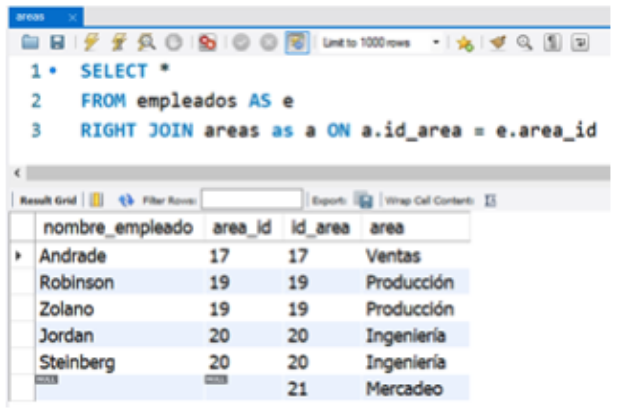 areas
Limit to 1000 rows
1 SELECT *
2 FROM empleados AS e
3 RIGHT JOIN areas as a ON a.id_area = e.area_id
Result Grid Filter Rows: Export: Wrap Cell Content:
nombre_empleado area_id id_area area
Andrade 17 17 Ventas
Robinson 19 19 Producción
Zolano 19 19 Producción
Jordan 20 20 Ingeniería
Steinberg 20 20 Ingeniería
NULL NULL 21 Mercadeo